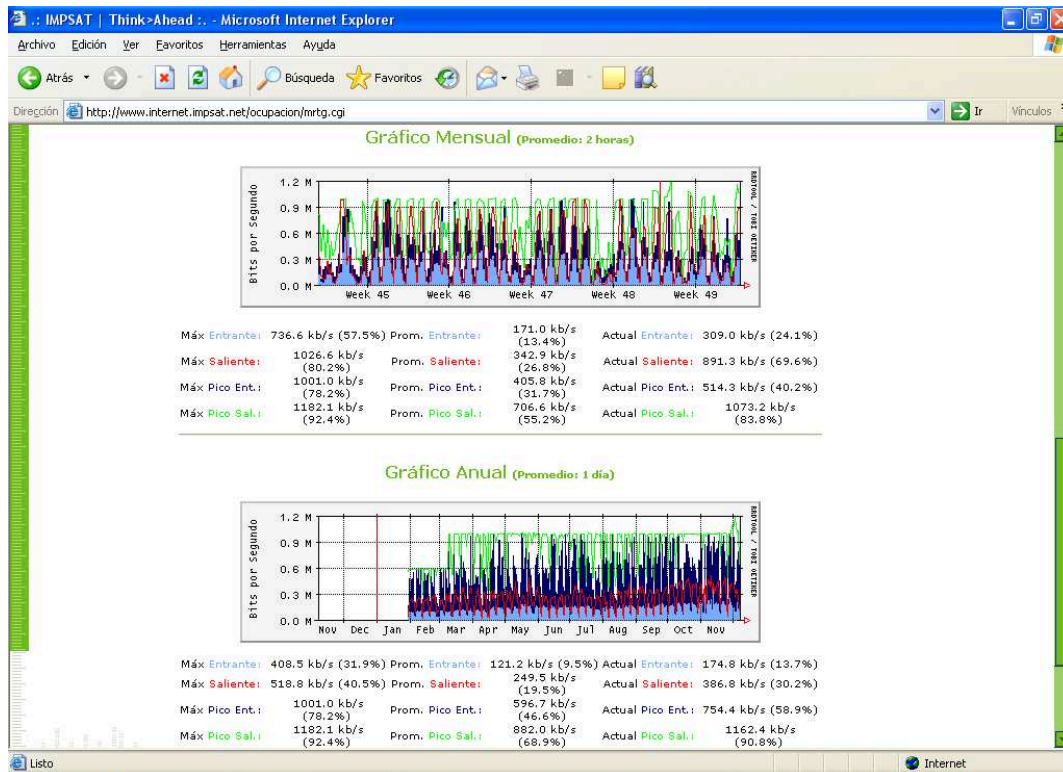 .: IMPSAT | Think>Ahead :. - Microsoft Internet Explorer
Archivo Edición Ver Favoritos Herramientas Ayuda
Atrás Búsqueda Favoritos
Dirección http://www.internet.impsat.net/ocupacion/mrtg.cgi Ir Vínculos
Gráfico Mensual (Promedio: 2 horas)
RRDTOOL / TOBI OETIKER
Bits por Segundo
1.2 M
0.9 M
0.6 M
0.3 M
0.0 M
Week 45 Week 46 Week 47 Week 48 Week 49
Máx Entrante: 736.6 kb/s (57.5%) Prom. Entrante: 171.0 kb/s (13.4%) Actual Entrante: 309.0 kb/s (24.1%)
Máx Saliente: 1026.6 kb/s (80.2%) Prom. Saliente: 342.9 kb/s (26.8%) Actual Saliente: 891.3 kb/s (69.6%)
Máx Pico Ent.: 1001.0 kb/s (78.2%) Prom. Pico Ent.: 405.8 kb/s (31.7%) Actual Pico Ent.: 514.3 kb/s (40.2%)
Máx Pico Sal.: 1182.1 kb/s (92.4%) Prom. Pico Sal.: 706.6 kb/s (55.2%) Actual Pico Sal.: 1073.2 kb/s (83.8%)
Gráfico Anual (Promedio: 1 día)
RRDTOOL / TOBI OETIKER
Bits por Segundo
1.2 M
0.9 M
0.6 M
0.3 M
0.0 M
Nov Dec Jan Feb Mar Apr May Jun Jul Aug Sep Oct Nov
Máx Entrante: 408.5 kb/s (31.9%) Prom. Entrante: 121.2 kb/s (9.5%) Actual Entrante: 174.8 kb/s (13.7%)
Máx Saliente: 518.8 kb/s (40.5%) Prom. Saliente: 249.5 kb/s (19.5%) Actual Saliente: 386.8 kb/s (30.2%)
Máx Pico Ent.: 1001.0 kb/s (78.2%) Prom. Pico Ent.: 596.7 kb/s (46.6%) Actual Pico Ent.: 754.4 kb/s (58.9%)
Máx Pico Sal.: 1182.1 kb/s (92.4%) Prom. Pico Sal.: 882.0 kb/s (68.9%) Actual Pico Sal.: 1162.4 kb/s (90.8%)
Listo Internet